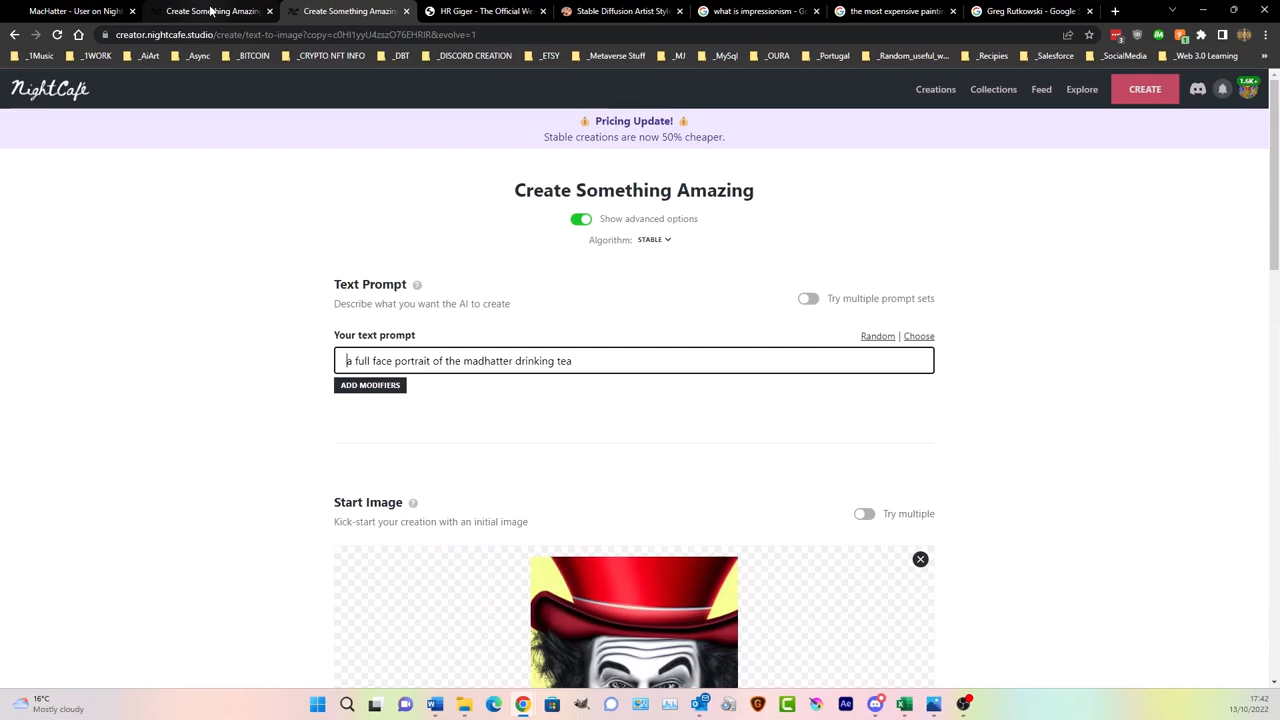 MacHatter - User on Nigh
Create Something Amazing
Create Something Amazing
HR Giger - The Official We
Stable Diffusion Artist Style
what is impressionism - Go
the most expensive paintin
Greg Rutkowski - Google S
creator.nightcafe.studio/create/text-to-image?copy=c0HI1yyU4zszO76EHRIR&evolve=1
_1Music
_1WORK
_AiArt
_Async
_BITCOIN
_CRYPTO NFT INFO
_DBT
_DISCORD CREATION
_ETSY
_Metaverse Stuff
_MJ
_MySql
_OURA
_Portugal
_Random_useful_w...
_Recipies
_Selenium
_SocialMedia
_Web 3.0 Learning
NightCafe
Creations
Collections
Feed
Explore
CREATE
1.6K+
Pricing Update!
Stable creations are now 50% cheaper.
Create Something Amazing
Show advanced options
Algorithm: STABLE
Text Prompt
Describe what you want the AI to create
Try multiple prompt sets
Your text prompt
Random | Choose
a full face portrait of the madhatter drinking tea
ADD MODIFIERS
Start Image
Kick-start your creation with an initial image
Try multiple
16°C
Mostly cloudy
17:42
13/10/2022